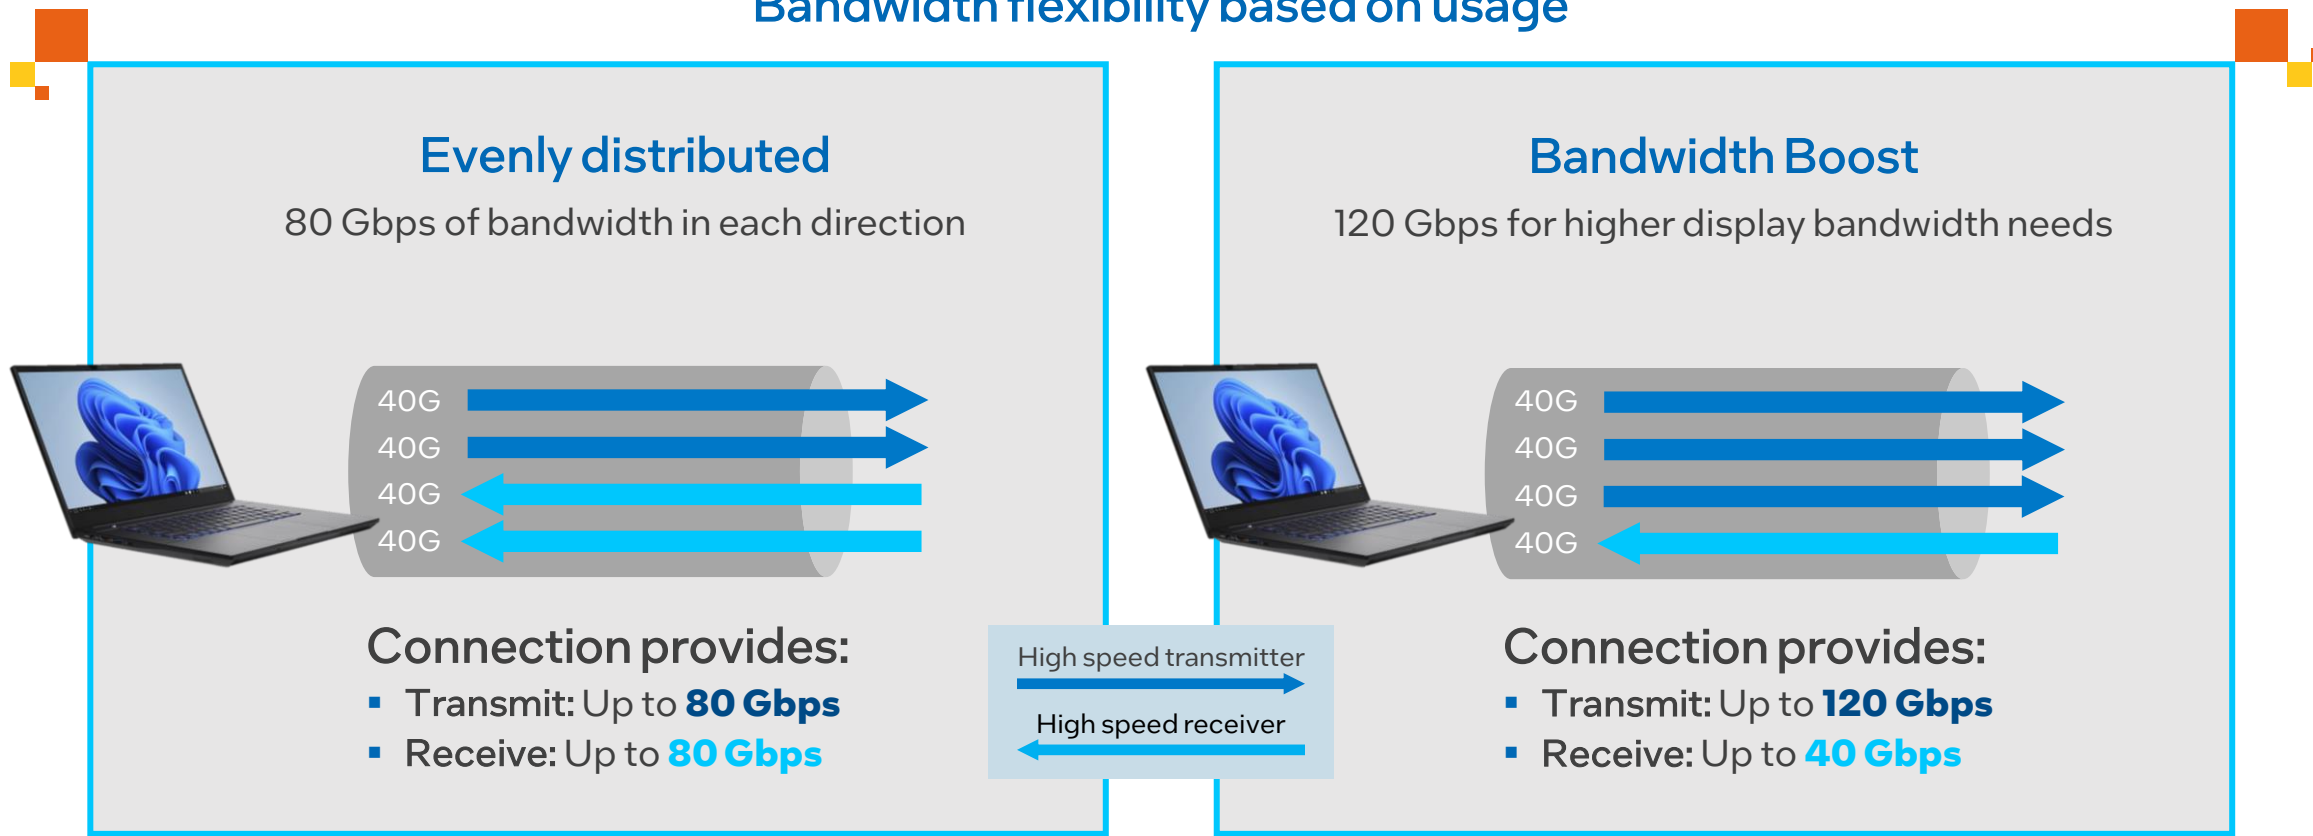 Bandwidth flexibility based on usage
Evenly distributed
80 Gbps of bandwidth in each direction
40G
40G
40G
40G
Connection provides:
▪ Transmit: Up to 80 Gbps
▪ Receive: Up to 80 Gbps
High speed transmitter
High speed receiver
Bandwidth Boost
120 Gbps for higher display bandwidth needs
40G
40G
40G
40G
Connection provides:
▪ Transmit: Up to 120 Gbps
▪ Receive: Up to 40 Gbps